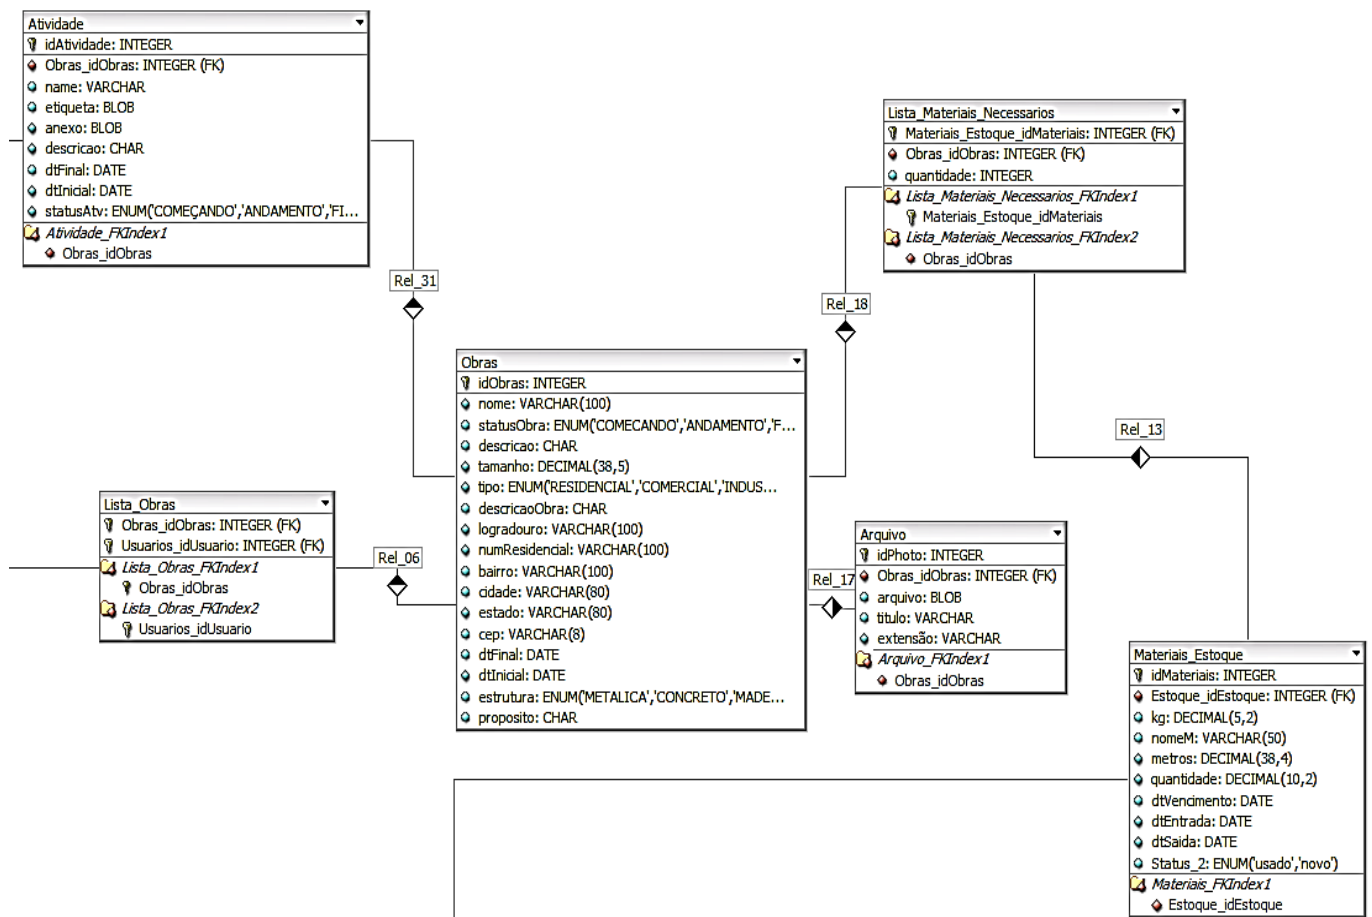 Atividade
idAtividade: INTEGER
Obras_idObras: INTEGER (FK)
name: VARCHAR
etiqueta: BLOB
anexo: BLOB
descricao: CHAR
dtFinal: DATE
dtInicial: DATE
statusAtv: ENUM('COMEÇANDO','ANDAMENTO','FI...
Atividade_FKIndex1
Obras_idObras
Rel_31
Lista_Materiais_Necessarios
Materiais_Estoque_idMateriais: INTEGER (FK)
Obras_idObras: INTEGER (FK)
quantidade: INTEGER
Lista_Materiais_Necessarios_FKIndex1
Materiais_Estoque_idMateriais
Lista_Materiais_Necessarios_FKIndex2
Obras_idObras
Rel_18
Rel_13
Obras
idObras: INTEGER
nome: VARCHAR(100)
statusObra: ENUM('COMECANDO','ANDAMENTO','F...
descricao: CHAR
tamanho: DECIMAL(38,5)
tipo: ENUM('RESIDENCIAL','COMERCIAL','INDUS...
descricaoObra: CHAR
logradouro: VARCHAR(100)
numResidencial: VARCHAR(100)
bairro: VARCHAR(100)
cidade: VARCHAR(80)
estado: VARCHAR(80)
cep: VARCHAR(8)
dtFinal: DATE
dtInicial: DATE
estrutura: ENUM('METALICA','CONCRETO','MADE...
proposito: CHAR
Lista_Obras
Obras_idObras: INTEGER (FK)
Usuarios_idUsuario: INTEGER (FK)
Lista_Obras_FKIndex1
Obras_idObras
Lista_Obras_FKIndex2
Usuarios_idUsuario
Rel_06
Rel_17
Arquivo
idPhoto: INTEGER
Obras_idObras: INTEGER (FK)
arquivo: BLOB
titulo: VARCHAR
extensão: VARCHAR
Arquivo_FKIndex1
Obras_idObras
Materiais_Estoque
idMateriais: INTEGER
Estoque_idEstoque: INTEGER (FK)
kg: DECIMAL(5,2)
nomeM: VARCHAR(50)
metros: DECIMAL(38,4)
quantidade: DECIMAL(10,2)
dtVencimento: DATE
dtEntrada: DATE
dtSaida: DATE
Status_2: ENUM('usado','novo')
Materiais_FKIndex1
Estoque_idEstoque